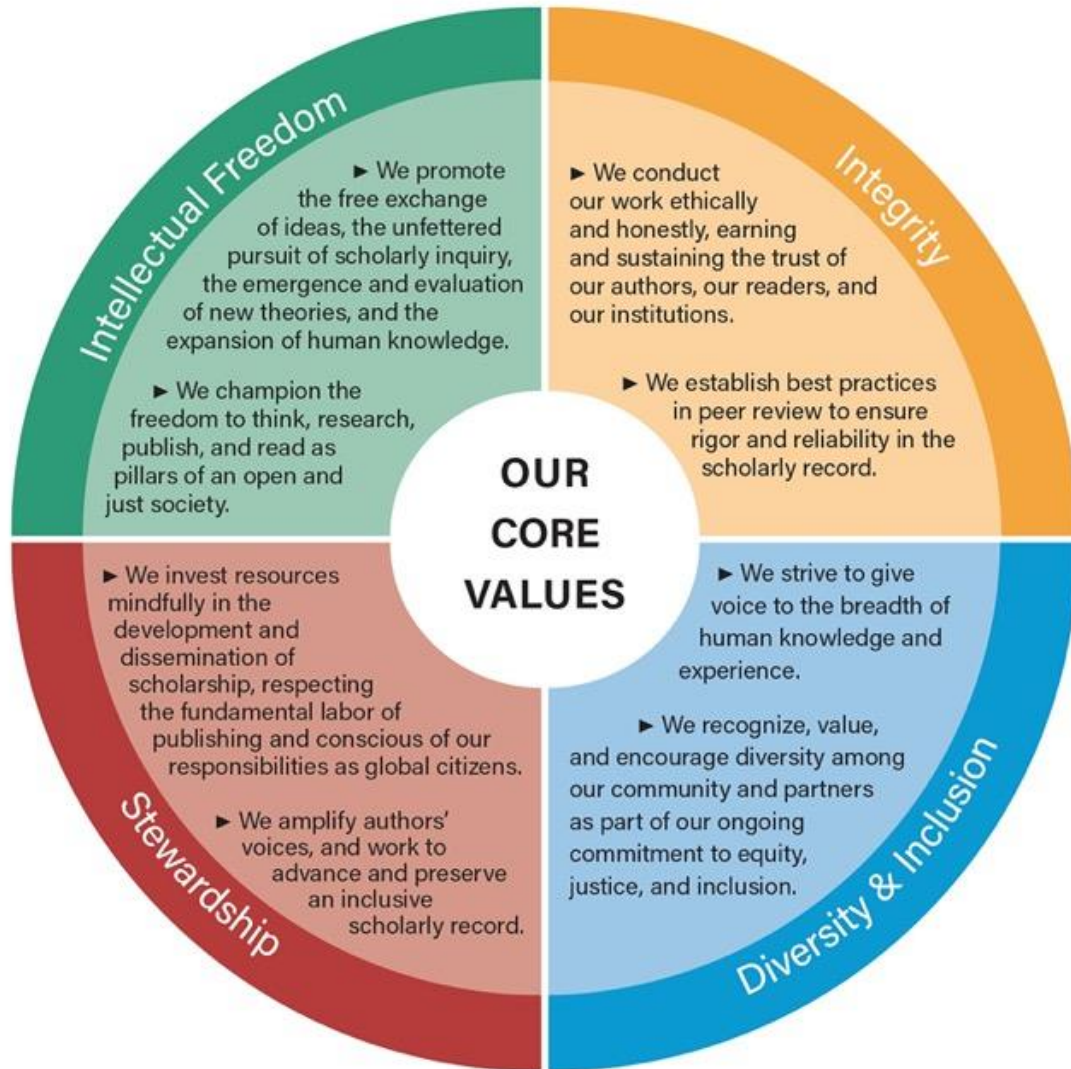 Intellectual Freedom
► We promote
the free exchange
of ideas, the unfettered
pursuit of scholarly inquiry,
the emergence and evaluation
of new theories, and the
expansion of human knowledge.
► We champion the
freedom to think, research,
publish, and read as
pillars of an open and
just society.
Integrity
► We conduct
our work ethically
and honestly, earning
and sustaining the trust of
our authors, our readers, and
our institutions.
► We establish best practices
in peer review to ensure
rigor and reliability in the
scholarly record.
OUR
CORE
VALUES
Stewardship
► We invest resources
mindfully in the
development and
dissemination of
scholarship, respecting
the fundamental labor of
publishing and conscious of our
responsibilities as global citizens.
► We amplify authors’
voices, and work to
advance and preserve
an inclusive
scholarly record.
Diversity & Inclusion
► We strive to give
voice to the breadth of
human knowledge and
experience.
► We recognize, value,
and encourage diversity among
our community and partners
as part of our ongoing
commitment to equity,
justice, and inclusion.